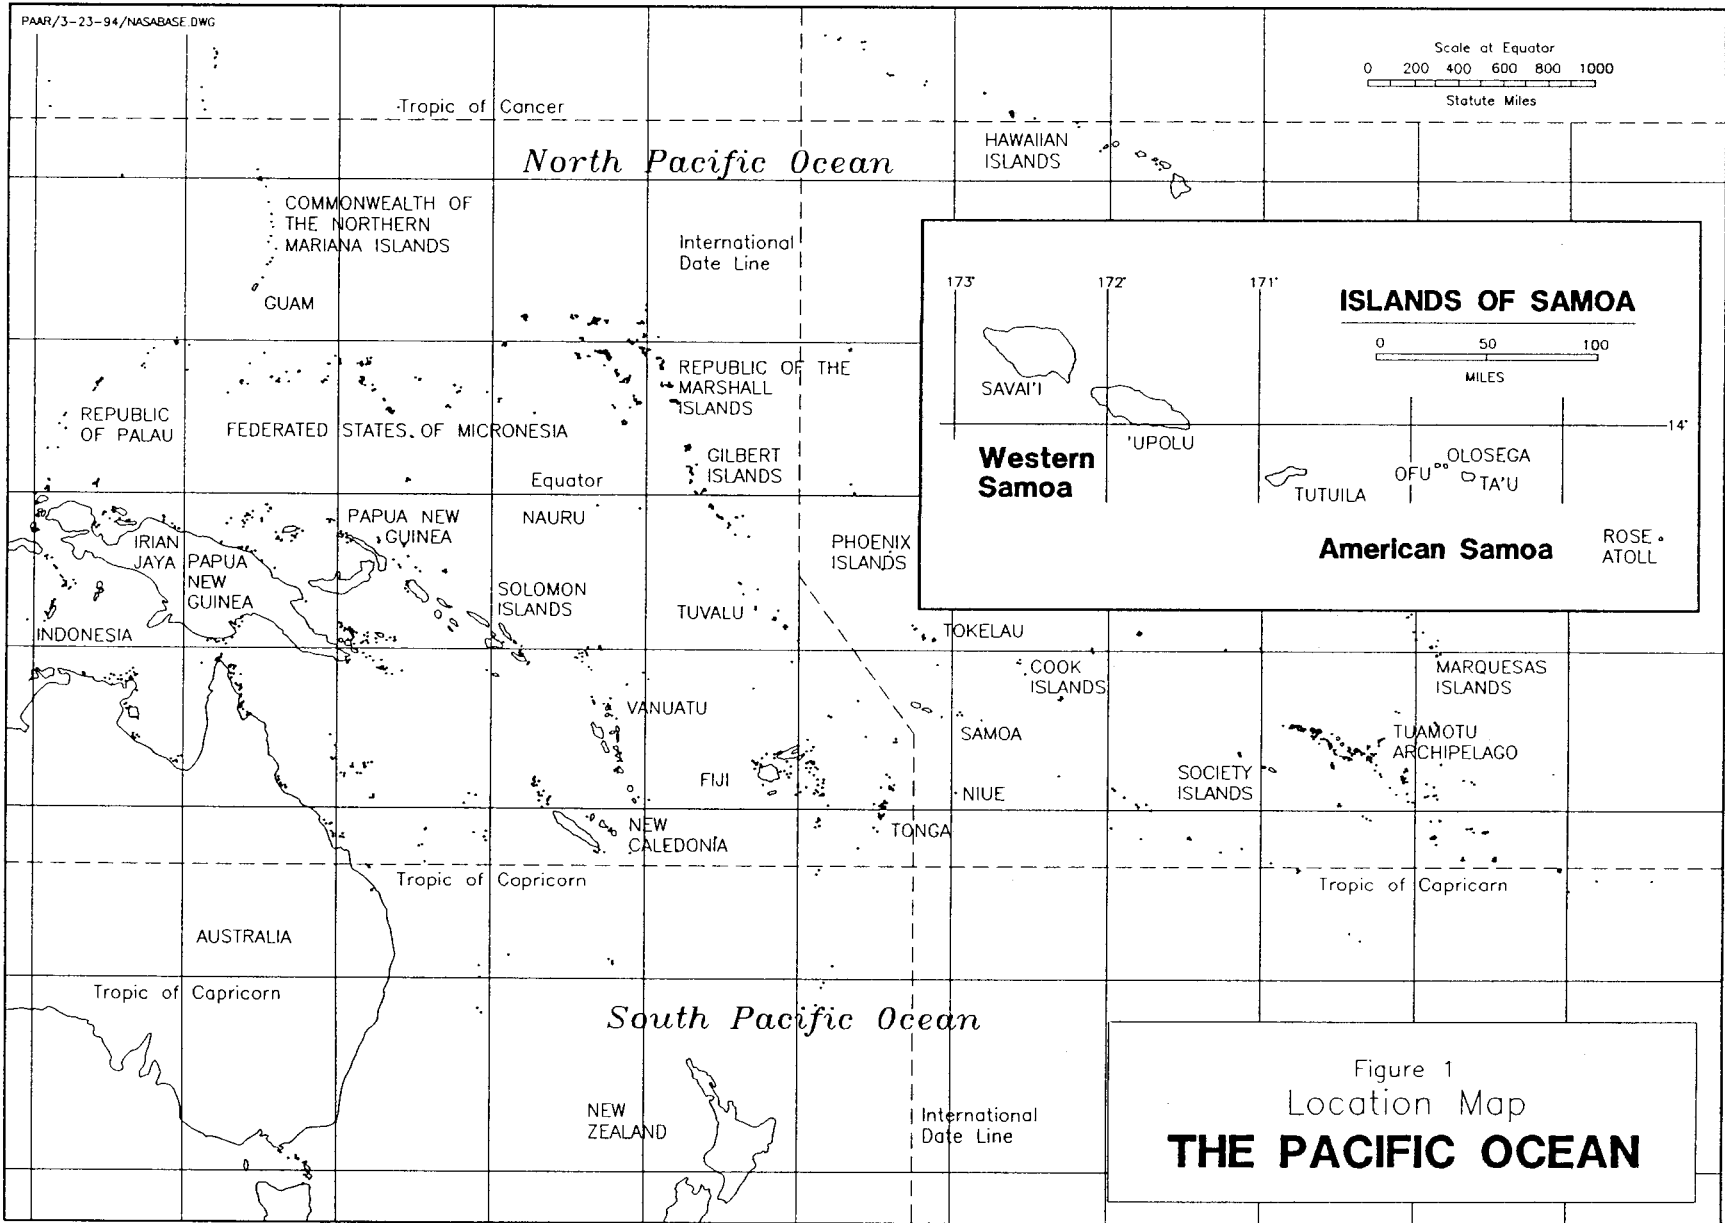 PAAR/3-23-94/NASABASE.DWG
Scale at Equator
0 200 400 600 800 1000
Statute Miles
Tropic of Cancer
North Pacific Ocean
HAWAIIAN
ISLANDS
COMMONWEALTH OF
THE NORTHERN
MARIANA ISLANDS
International
Date Line
GUAM
173°
172°
171°
ISLANDS OF SAMOA
0 50 100
MILES
SAVAI'I
'UPOLU
14°
Western
Samoa
TUTUILA
OFU
OLOSEGA
TA'U
American Samoa
ROSE
ATOLL
REPUBLIC OF THE
MARSHALL
ISLANDS
REPUBLIC
OF PALAU
FEDERATED STATES OF MICRONESIA
GILBERT
ISLANDS
Equator
NAURU
PAPUA NEW
GUINEA
IRIAN
JAYA
PAPUA
NEW
GUINEA
PHOENIX
ISLANDS
SOLOMON
ISLANDS
TUVALU
INDONESIA
TOKELAU
COOK
ISLANDS
MARQUESAS
ISLANDS
VANUATU
SAMOA
TUAMOTU
ARCHIPELAGO
FIJI
SOCIETY
ISLANDS
NIUE
NEW
CALEDONIA
TONGA
Tropic of Capricorn
Tropic of Capricarn
AUSTRALIA
Tropic of Capricorn
South Pacific Ocean
NEW
ZEALAND
International
Date Line
Figure 1
Location Map
THE PACIFIC OCEAN